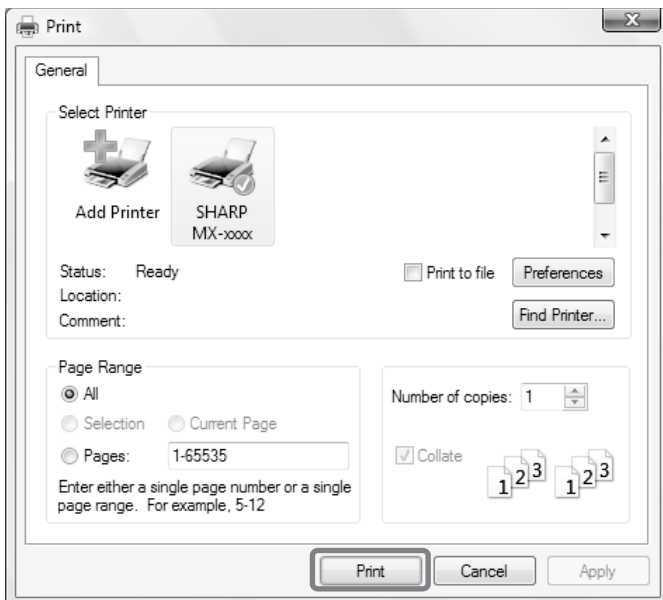 Print
X
General
Select Printer
Add Printer
SHARP
MX-xxxx
Status: Ready
Print to file
Preferences
Location:
Comment:
Find Printer...
Page Range
All
Selection
Current Page
Pages: 1-65535
Enter either a single page number or a single
page range. For example, 5-12
Number of copies: 1
Collate
1 2 3 1 2 3
Print
Cancel
Apply